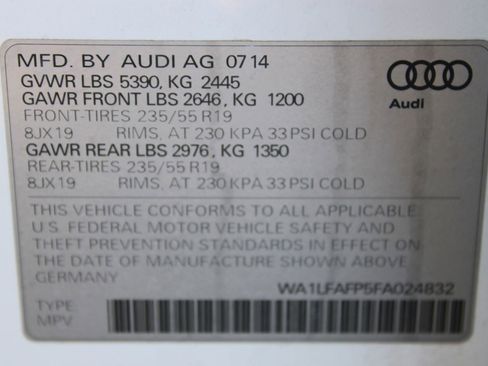 MFD. BY AUDI AG 07 14
GVWR LBS 5390, KG 2445
GAWR FRONT LBS 2646, KG 1200
FRONT-TIRES 235/55 R19
8JX19 RIMS, AT 230 KPA 33 PSI COLD
GAWR REAR LBS 2976, KG 1350
REAR-TIRES 235/55 R19
8JX19 RIMS, AT 230 KPA 33 PSI COLD
Audi
THIS VEHICLE CONFORMS TO ALL APPLICABLE
U.S. FEDERAL MOTOR VEHICLE SAFETY AND
THEFT PREVENTION STANDARDS IN EFFECT ON
THE DATE OF MANUFACTURE SHOWN ABOVE
GERMANY
WA1LFAFP5FA024832
TYPE
MPV